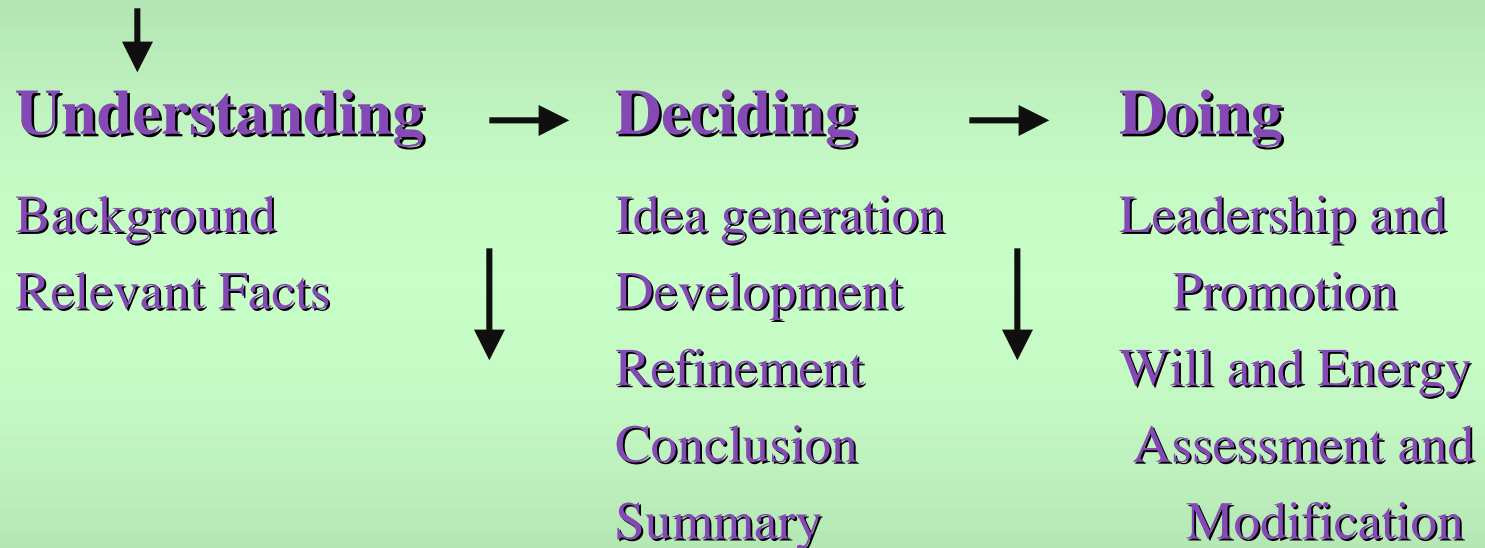 Understanding
Background
Relevant Facts
Deciding
Idea generation
Development
Refinement
Conclusion
Summary
Doing
Leadership and
Promotion
Will and Energy
Assessment and
Modification